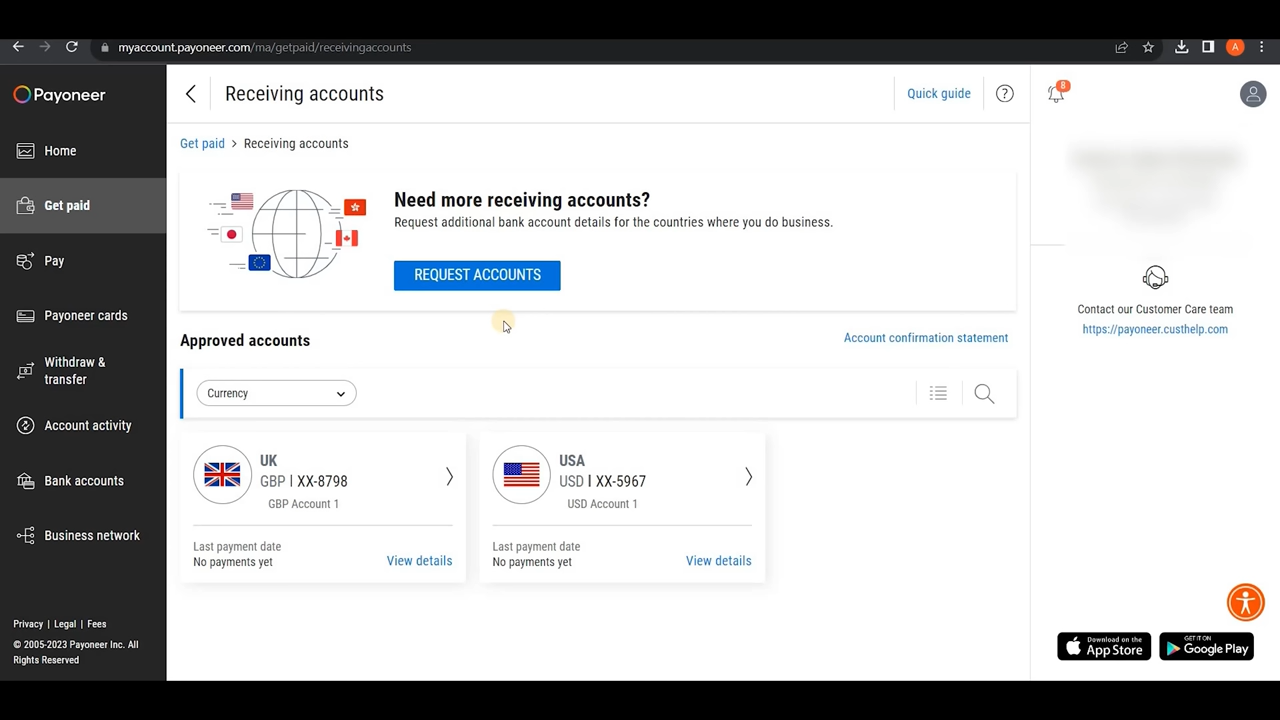 myaccount.payoneer.com/ma/getpaid/receivingaccounts
A
Payoneer
Home
Get paid
Pay
Payoneer cards
Withdraw &
transfer
Account activity
Bank accounts
Business network
Privacy | Legal | Fees
© 2005-2023 Payoneer Inc. All
Rights Reserved
Receiving accounts
Quick guide
?
Get paid > Receiving accounts
Need more receiving accounts?
Request additional bank account details for the countries where you do business.
REQUEST ACCOUNTS
Approved accounts
Account confirmation statement
Currency
UK
GBP | XX-8798
GBP Account 1
Last payment date
No payments yet
View details
USA
USD | XX-5967
USD Account 1
Last payment date
No payments yet
View details
8
Contact our Customer Care team
https://payoneer.custhelp.com
Download on the
App Store
GET IT ON
Google Play